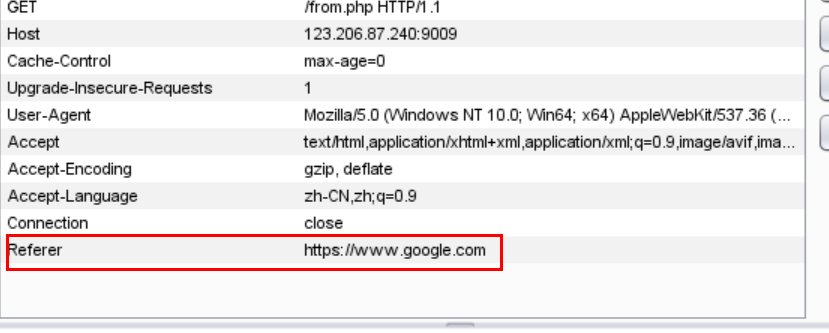 GET /from.php HTTP/1.1
Host 123.206.87.240:9009
Cache-Control max-age=0
Upgrade-Insecure-Requests 1
User-Agent Mozilla/5.0 (Windows NT 10.0; Win64; x64) AppleWebKit/537.36 (...
Accept text/html,application/xhtml+xml,application/xml;q=0.9,image/avif,ima...
Accept-Encoding gzip, deflate
Accept-Language zh-CN,zh;q=0.9
Connection close
Referer https://www.google.com